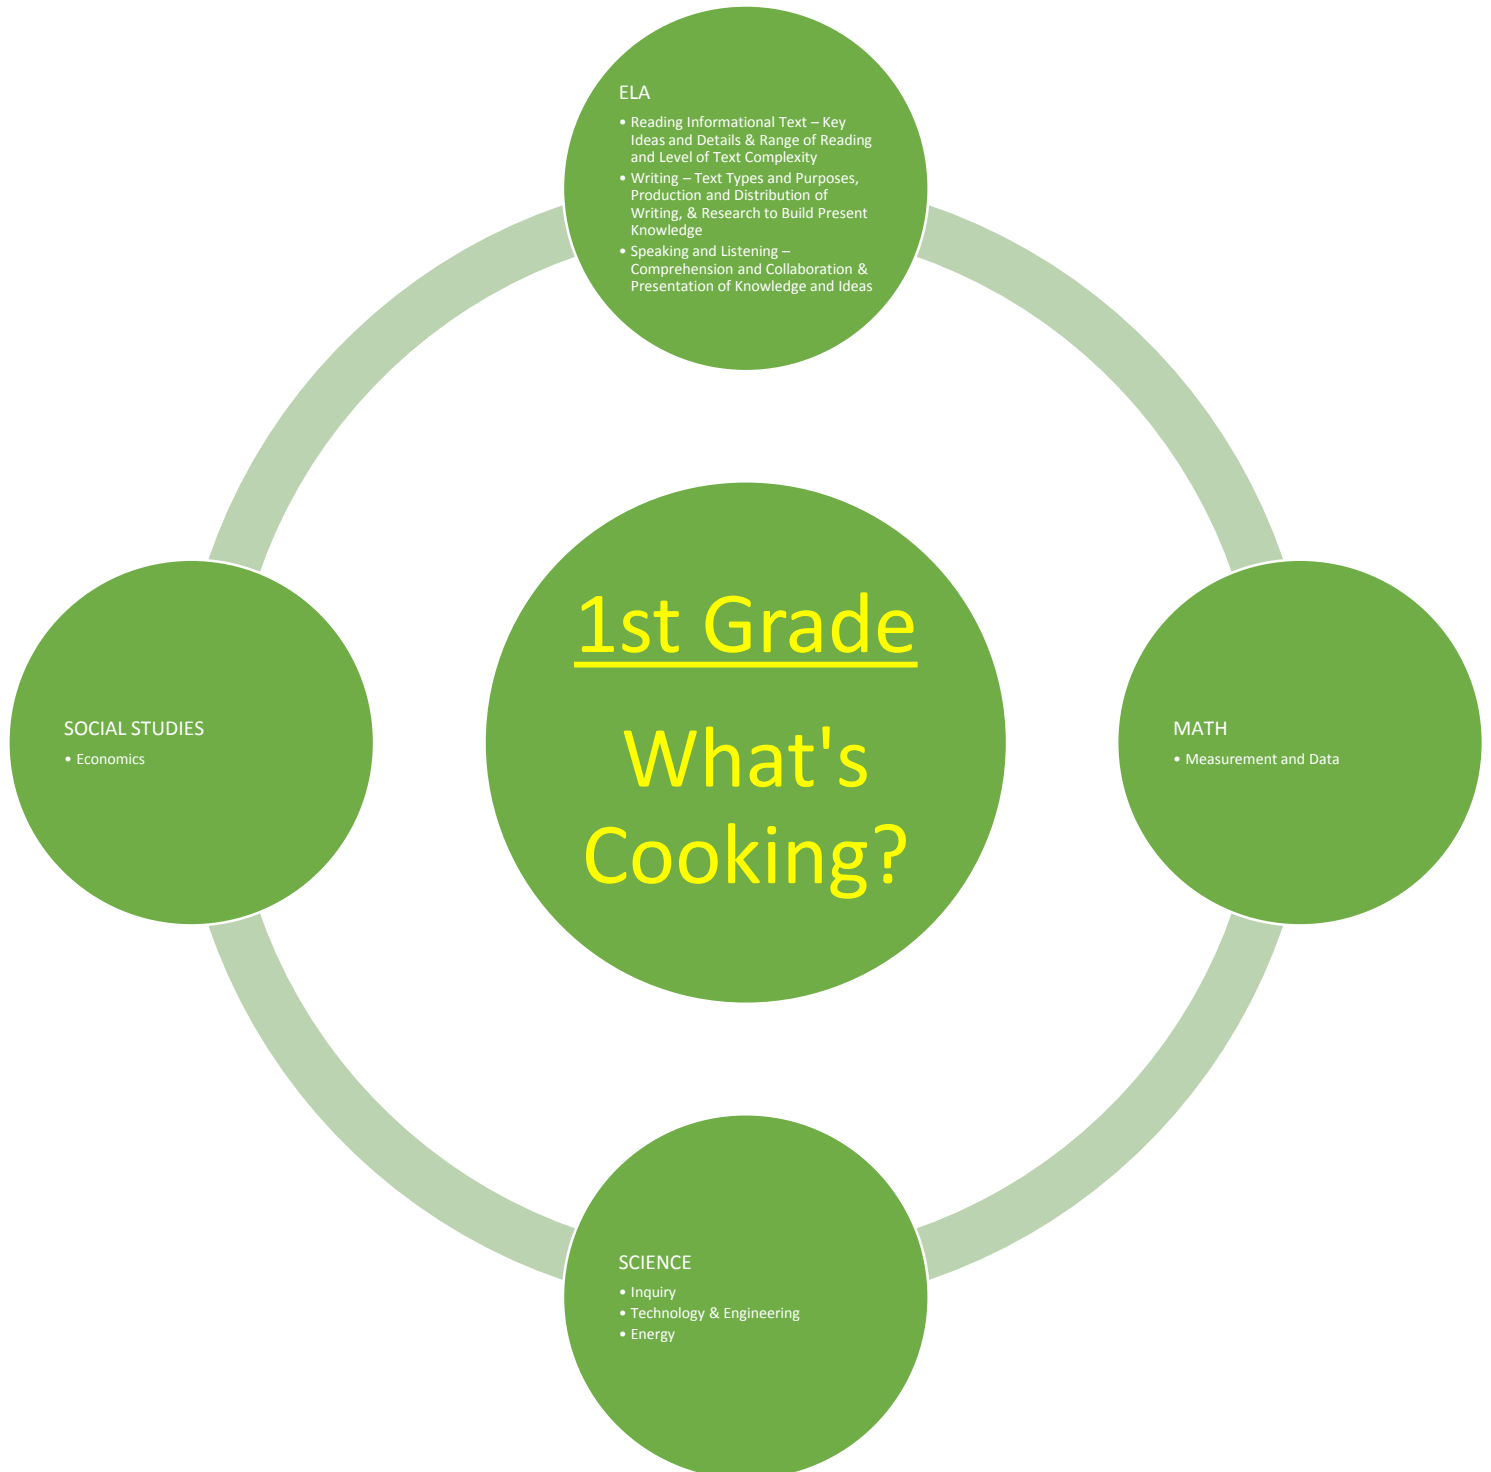 ELA
• Reading Informational Text – Key
Ideas and Details & Range of Reading
and Level of Text Complexity
• Writing – Text Types and Purposes,
Production and Distribution of
Writing, & Research to Build Present
Knowledge
• Speaking and Listening –
Comprehension and Collaboration &
Presentation of Knowledge and Ideas
1st Grade
What's
Cooking?
SOCIAL STUDIES
• Economics
MATH
• Measurement and Data
SCIENCE
• Inquiry
• Technology & Engineering
• Energy